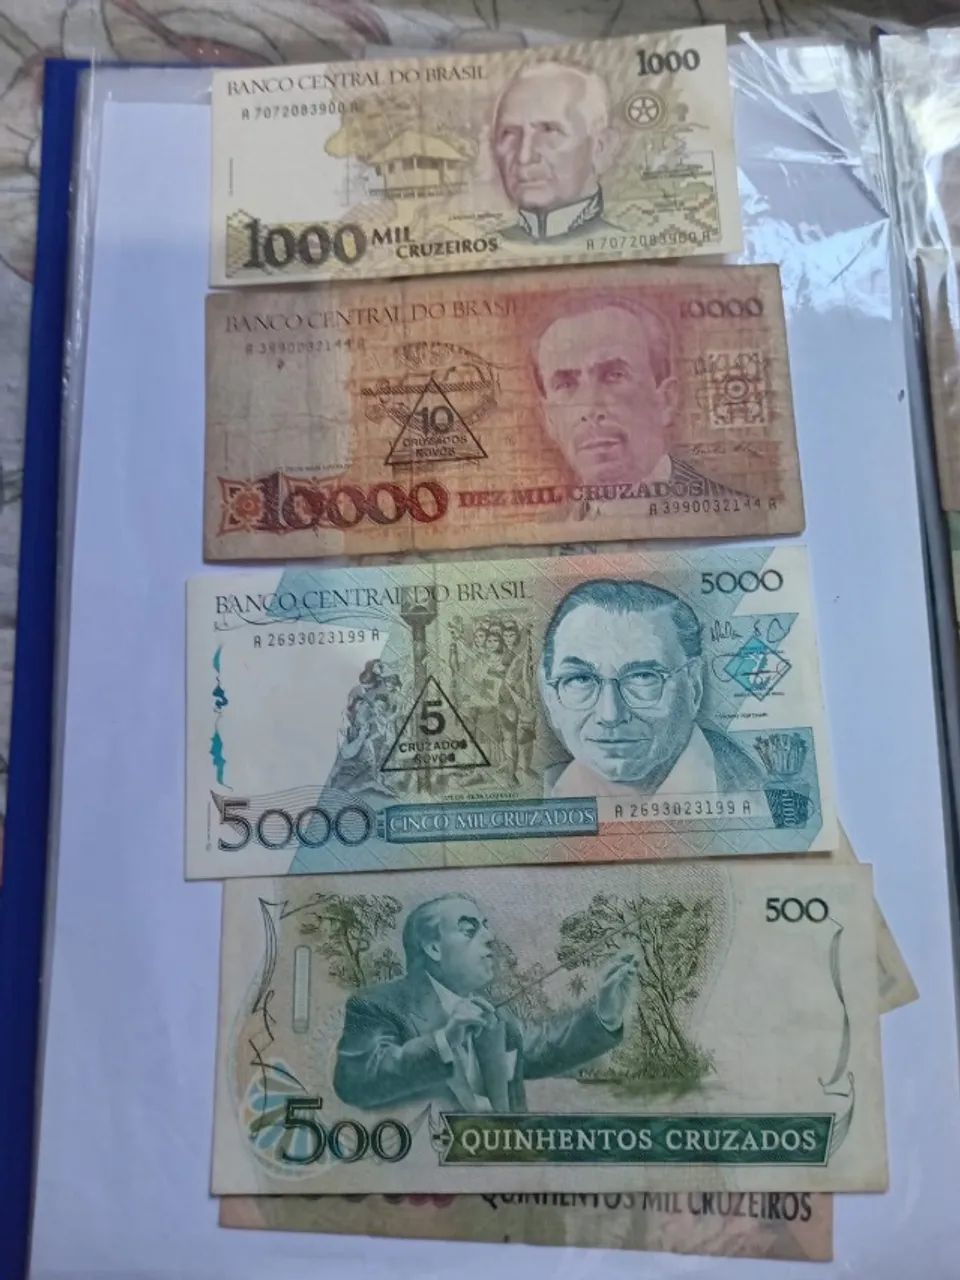 1000
BANCO CENTRAL DO BRASIL
A 7072083900 A
1000 MIL
CRUZEIROS
A 7072083900 A
10000
BANCO CENTRAL DO BRASIL
A 3990032144 A
10
CRUZADOS
NOVOS
10000 DEZ MIL CRUZADOS
A 3990032144 A
5000
BANCO CENTRAL DO BRASIL
A 2693023199 A
5
CRUZADOS
NOVOS
5000 CINCO MIL CRUZADOS
A 2693023199 A
500
500 QUINHENTOS CRUZADOS
QUINHENTOS MIL CRUZEIROS